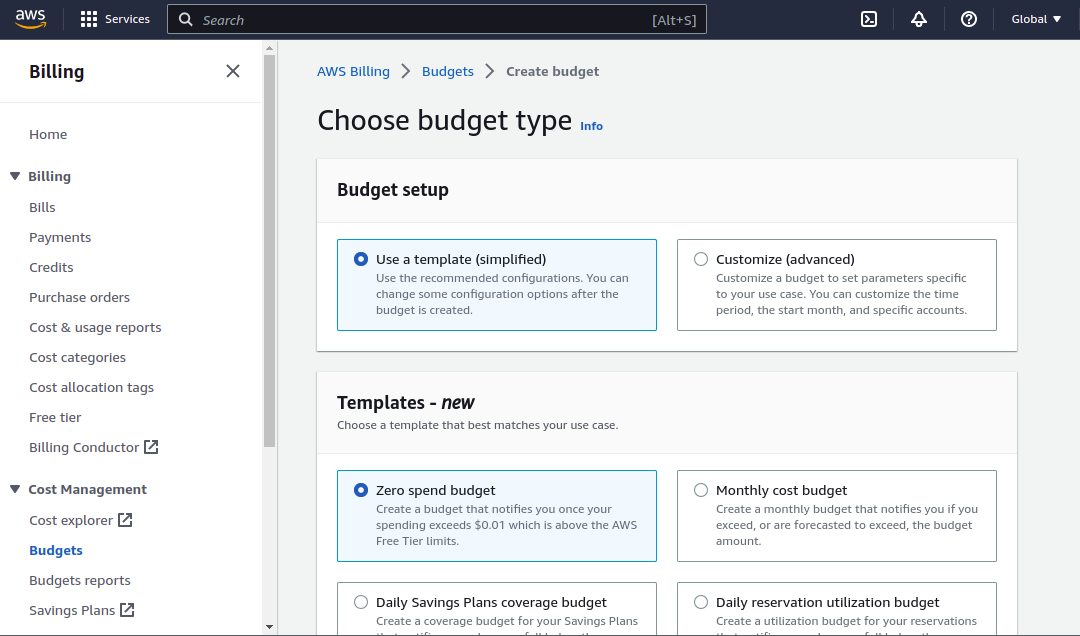 aws
Services
Search
[Alt+S]
Global
Billing
Home
Billing
Bills
Payments
Credits
Purchase orders
Cost & usage reports
Cost categories
Cost allocation tags
Free tier
Billing Conductor
Cost Management
Cost explorer
Budgets
Budgets reports
Savings Plans
AWS Billing
Budgets
Create budget
Choose budget type Info
Budget setup
Use a template (simplified)
Use the recommended configurations. You can
change some configuration options after the
budget is created.
Customize (advanced)
Customize a budget to set parameters specific
to your use case. You can customize the time
period, the start month, and specific accounts.
Templates - new
Choose a template that best matches your use case.
Zero spend budget
Create a budget that notifies you once your
spending exceeds $0.01 which is above the AWS
Free Tier limits.
Monthly cost budget
Create a monthly budget that notifies you if you
exceed, or are forecasted to exceed, the budget
amount.
Daily Savings Plans coverage budget
Create a coverage budget for your Savings Plans
Daily reservation utilization budget
Create a utilization budget for your reservations